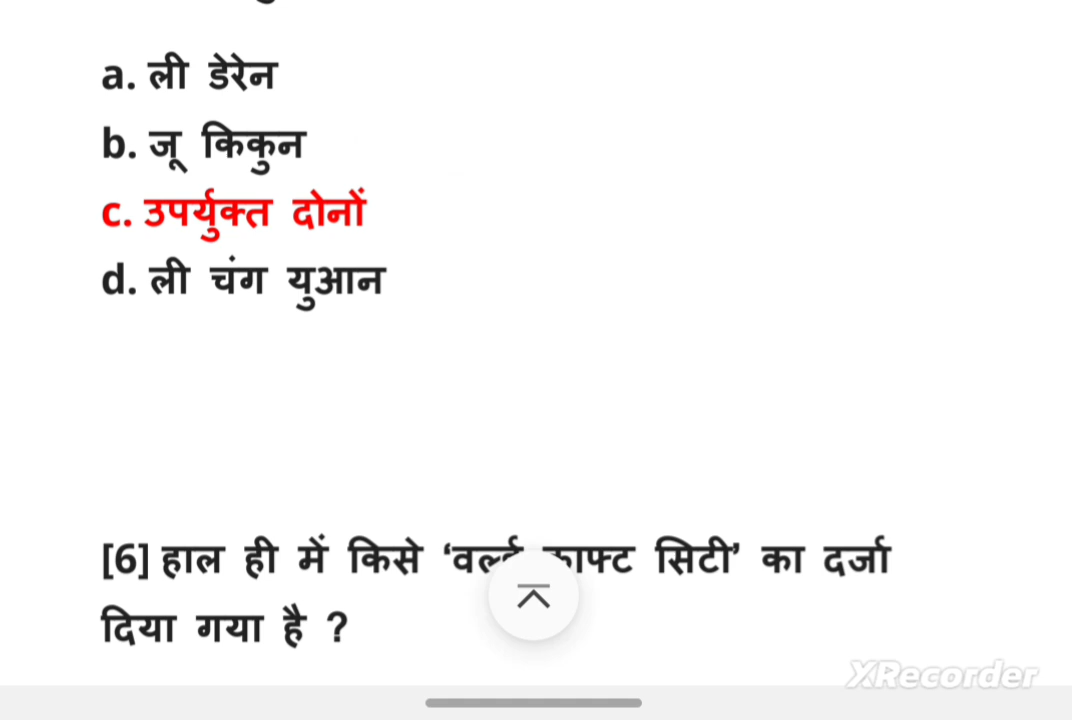 a. ली डेरेन
b. जू किकुन
c. उपर्युक्त दोनों
d. ली चंग युआन
[6] हाल ही में किसे ‘वर्ल्ड क्राफ्ट सिटी’ का दर्जा
दिया गया है ?
XRecorder